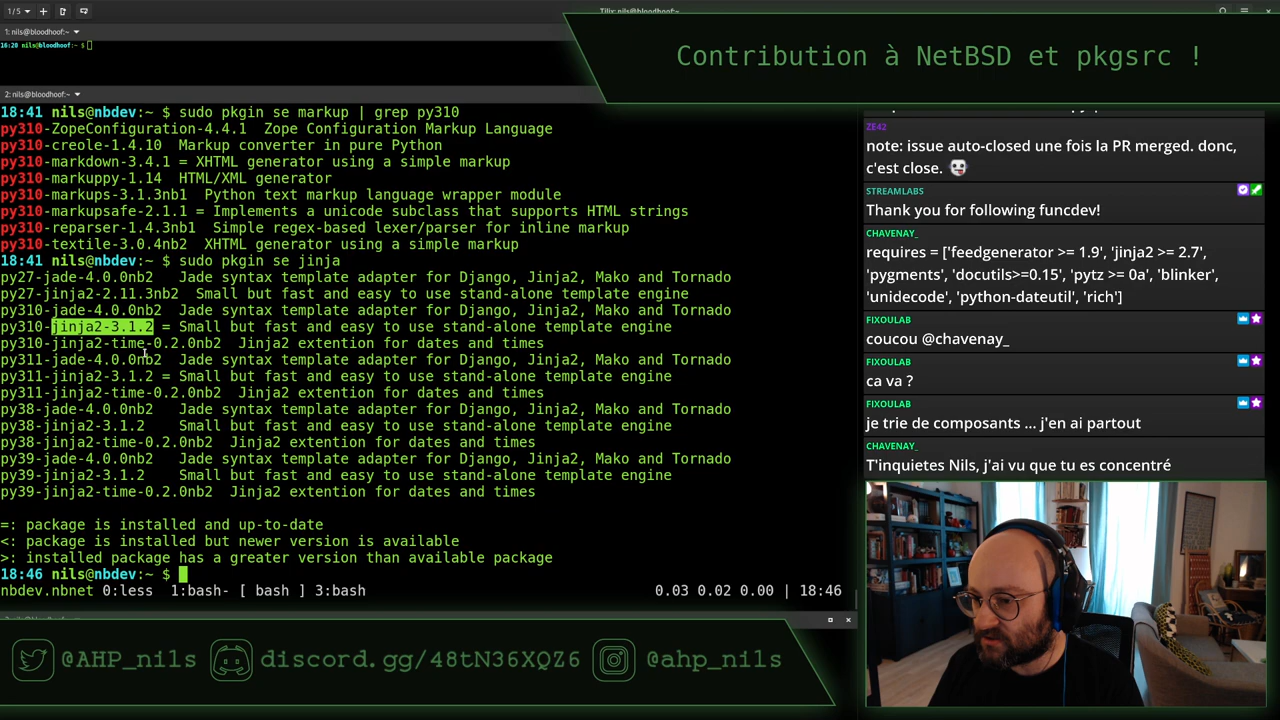 1/5
Tilix: nils@bloodhoof:~
1: nils@bloodhoof:~
16:20 nils@bloodhoof:~ $
Contribution à NetBSD et pkgsrc !
2: nils@bloodhoof:~
18:41 nils@nbdev:~ $ sudo pkgin se markup | grep py310
py310-ZopeConfiguration-4.4.1  Zope Configuration Markup Language
py310-creole-1.4.10  Markup converter in pure Python
py310-markdown-3.4.1 = XHTML generator using a simple markup
py310-markuppy-1.14  HTML/XML generator
py310-markups-3.1.3nb1  Python text markup language wrapper module
py310-markupsafe-2.1.1 = Implements a unicode subclass that supports HTML strings
py310-reparser-1.4.3nb1  Simple regex-based lexer/parser for inline markup
py310-textile-3.0.4nb2  XHTML generator using a simple markup
18:41 nils@nbdev:~ $ sudo pkgin se jinja
py27-jade-4.0.0nb2   Jade syntax template adapter for Django, Jinja2, Mako and Tornado
py27-jinja2-2.11.3nb2  Small but fast and easy to use stand-alone template engine
py310-jade-4.0.0nb2  Jade syntax template adapter for Django, Jinja2, Mako and Tornado
py310-jinja2-3.1.2 = Small but fast and easy to use stand-alone template engine
py310-jinja2-time-0.2.0nb2  Jinja2 extention for dates and times
py311-jade-4.0.0nb2  Jade syntax template adapter for Django, Jinja2, Mako and Tornado
py311-jinja2-3.1.2 = Small but fast and easy to use stand-alone template engine
py311-jinja2-time-0.2.0nb2  Jinja2 extention for dates and times
py38-jade-4.0.0nb2   Jade syntax template adapter for Django, Jinja2, Mako and Tornado
py38-jinja2-3.1.2    Small but fast and easy to use stand-alone template engine
py38-jinja2-time-0.2.0nb2  Jinja2 extention for dates and times
py39-jade-4.0.0nb2   Jade syntax template adapter for Django, Jinja2, Mako and Tornado
py39-jinja2-3.1.2    Small but fast and easy to use stand-alone template engine
py39-jinja2-time-0.2.0nb2  Jinja2 extention for dates and times
=: package is installed and up-to-date
<: package is installed but newer version is available
>: installed package has a greater version than available package
18:46 nils@nbdev:~ $
nbdev.nbnet 0:less  1:bash- [ bash ] 3:bash 0.03 0.02 0.00 | 18:46
ZE42
note: issue auto-closed une fois la PR merged. donc,
c'est close.
STREAMLABS
Thank you for following funcdev!
CHAVENAY_
requires = ['feedgenerator >= 1.9', 'jinja2 >= 2.7',
'pygments', 'docutils>=0.15', 'pytz >= 0a', 'blinker',
'unidecode', 'python-dateutil', 'rich']
FIXOULAB
coucou @chavenay_
FIXOULAB
ca va ?
FIXOULAB
je trie de composants ... j'en ai partout
CHAVENAY_
T'inquietes Nils, j'ai vu que tu es concentré
@AHP_nils
discord.gg/48tN36XQZ6
@ahp_nils